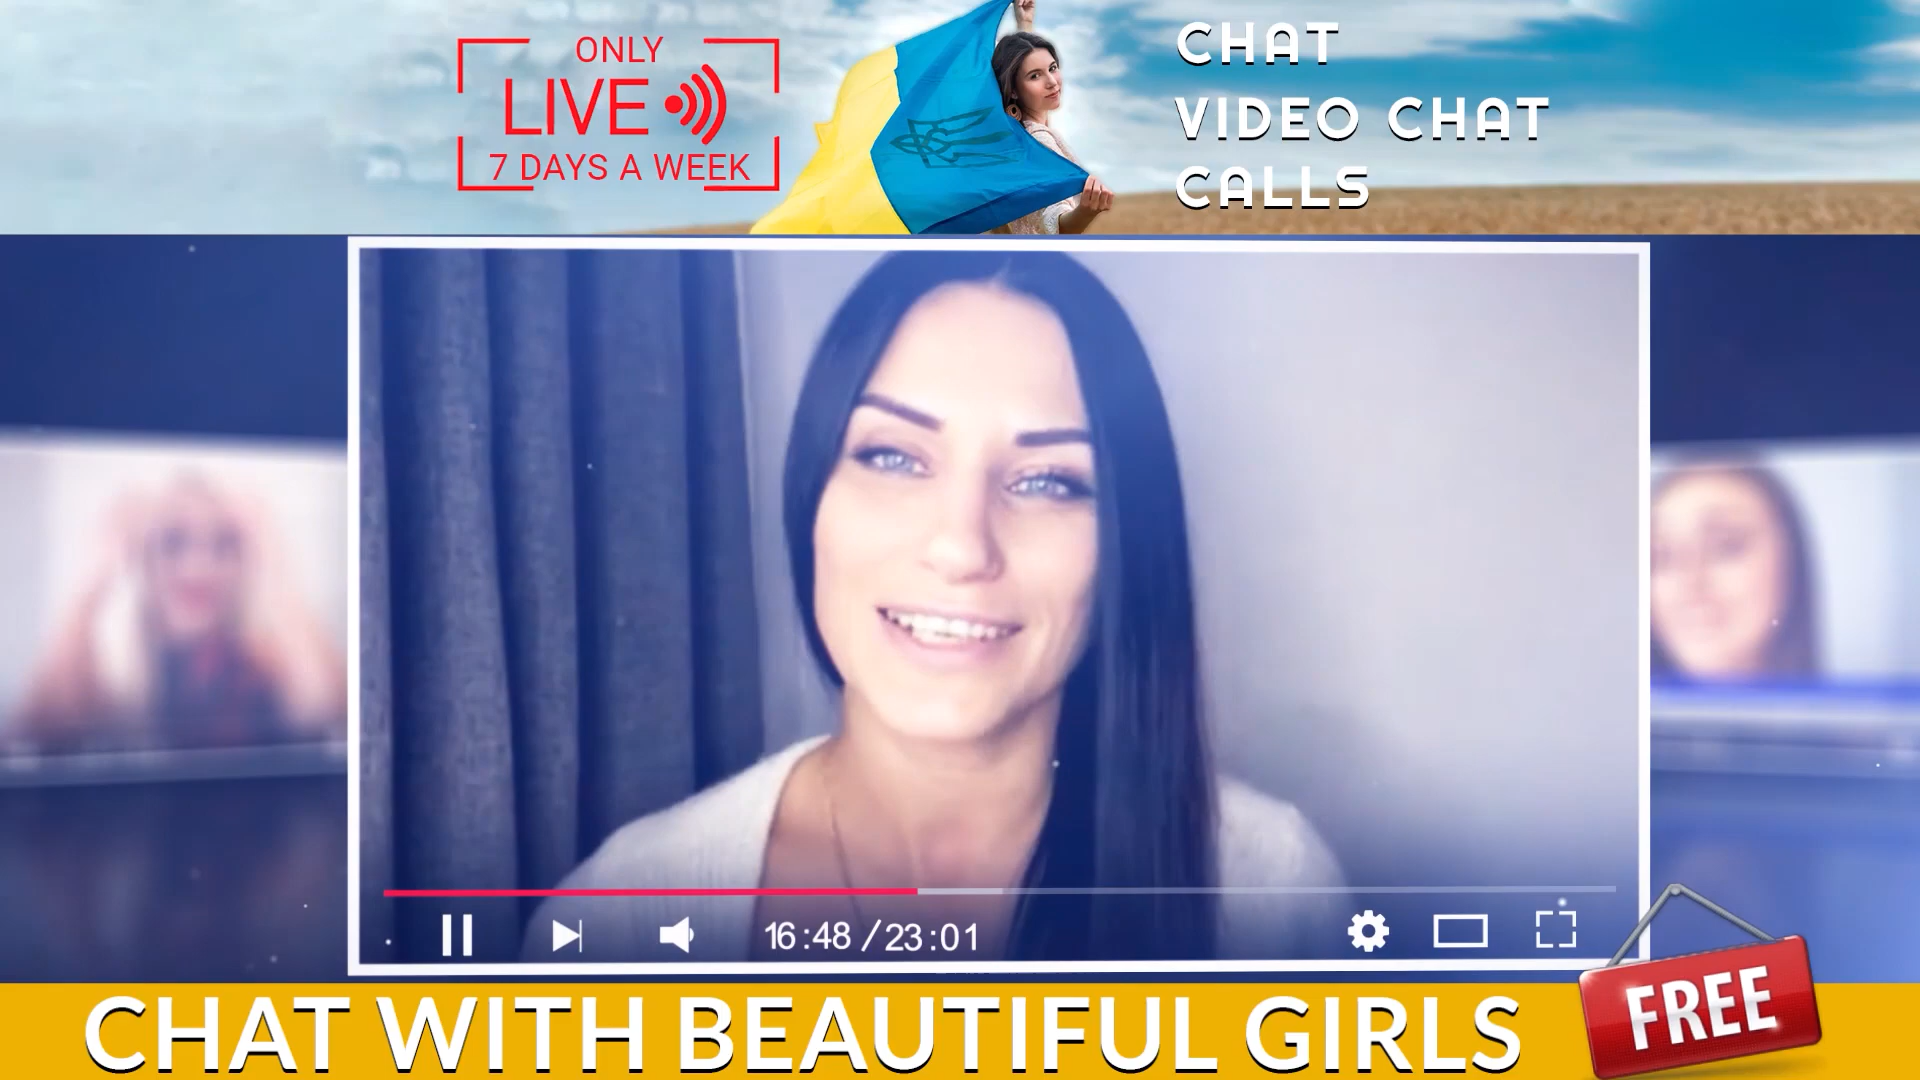 ONLY
LIVE
7 DAYS A WEEK
CHAT
VIDEO CHAT
CALLS
16:48 / 23:01
CHAT WITH BEAUTIFUL GIRLS
FREE